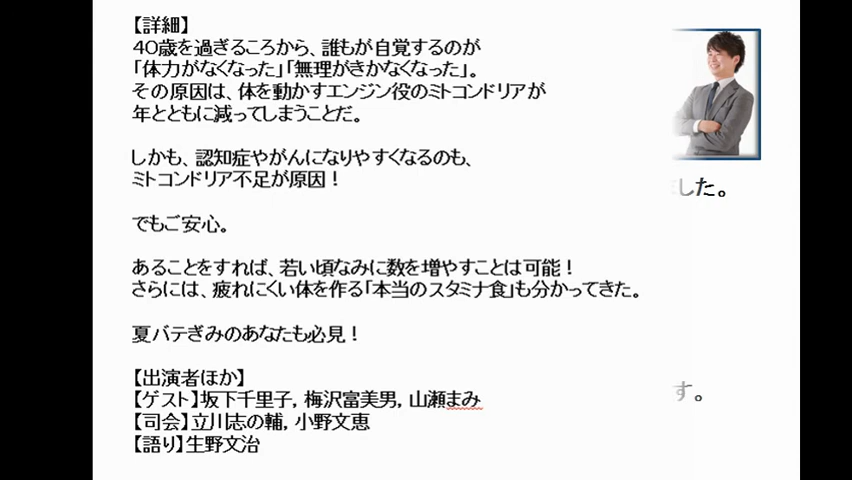 【詳細】
40歳を過ぎるころから、誰もが自覚するのが
「体力がなくなった」「無理がきかなくなった」。
その原因は、体を動かすエンジン役のミトコンドリアが
年とともに減ってしまうことだ。
しかも、認知症やがんになりやすくなるのも、
ミトコンドリア不足が原因！
した。
でもご安心。
あることをすれば、若い頃なみに数を増やすことは可能！
さらには、疲れにくい体を作る「本当のスタミナ食」も分かってきた。
夏バテぎみのあなたも必見！
【出演者ほか】
す。
【ゲスト】坂下千里子, 梅沢富美男, 山瀬まみ
【司会】立川志の輔, 小野文恵
【語り】生野文治